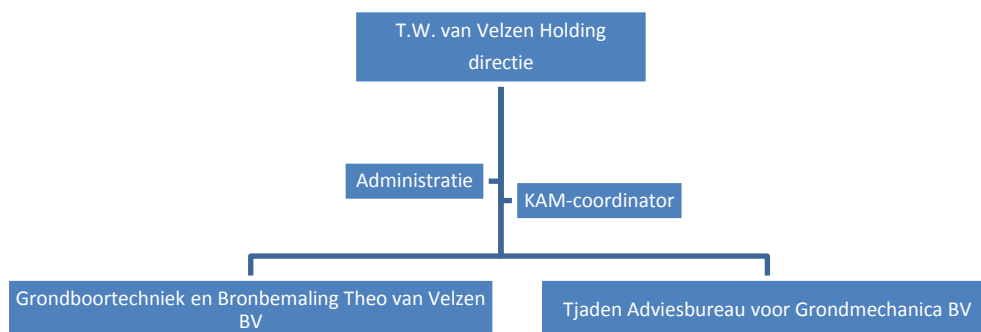 T.W. van Velzen Holding
directie
Administratie
KAM-coordinator
Grondboortechniek en Bronbemaling Theo van Velzen
BV
Tjaden Adviesbureau voor Grondmechanica BV